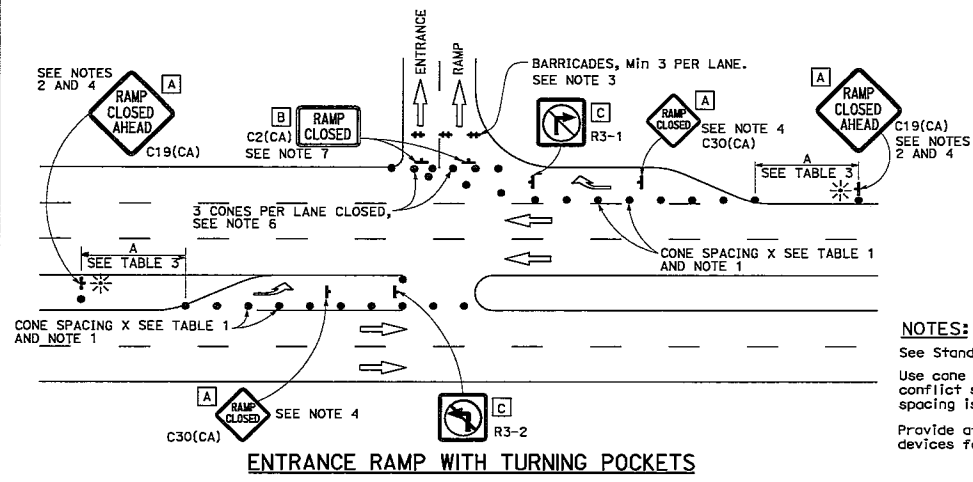 ENTRANCE
RAMP
SEE NOTES
2 AND 4
A
RAMP
CLOSED
AHEAD
C19(CA)
B
RAMP
CLOSED
C2(CA)
SEE NOTE 7
BARRICADES, Min 3 PER LANE.
SEE NOTE 3
C
R3-1
A
RAMP
CLOSED
SEE NOTE 4
C30(CA)
A
RAMP
CLOSED
AHEAD
C19(CA)
SEE NOTES
2 AND 4
A
SEE TABLE 3
3 CONES PER LANE CLOSED,
SEE NOTE 6
CONE SPACING X SEE TABLE 1
AND NOTE 1
A
SEE TABLE 3
CONE SPACING X SEE TABLE 1
AND NOTE 1
A
RAMP
CLOSED
SEE NOTE 4
C30(CA)
C
R3-2
ENTRANCE RAMP WITH TURNING POCKETS
NOTES:
See Stand
Use cone
conflict s
spacing is
Provide at
devices fo